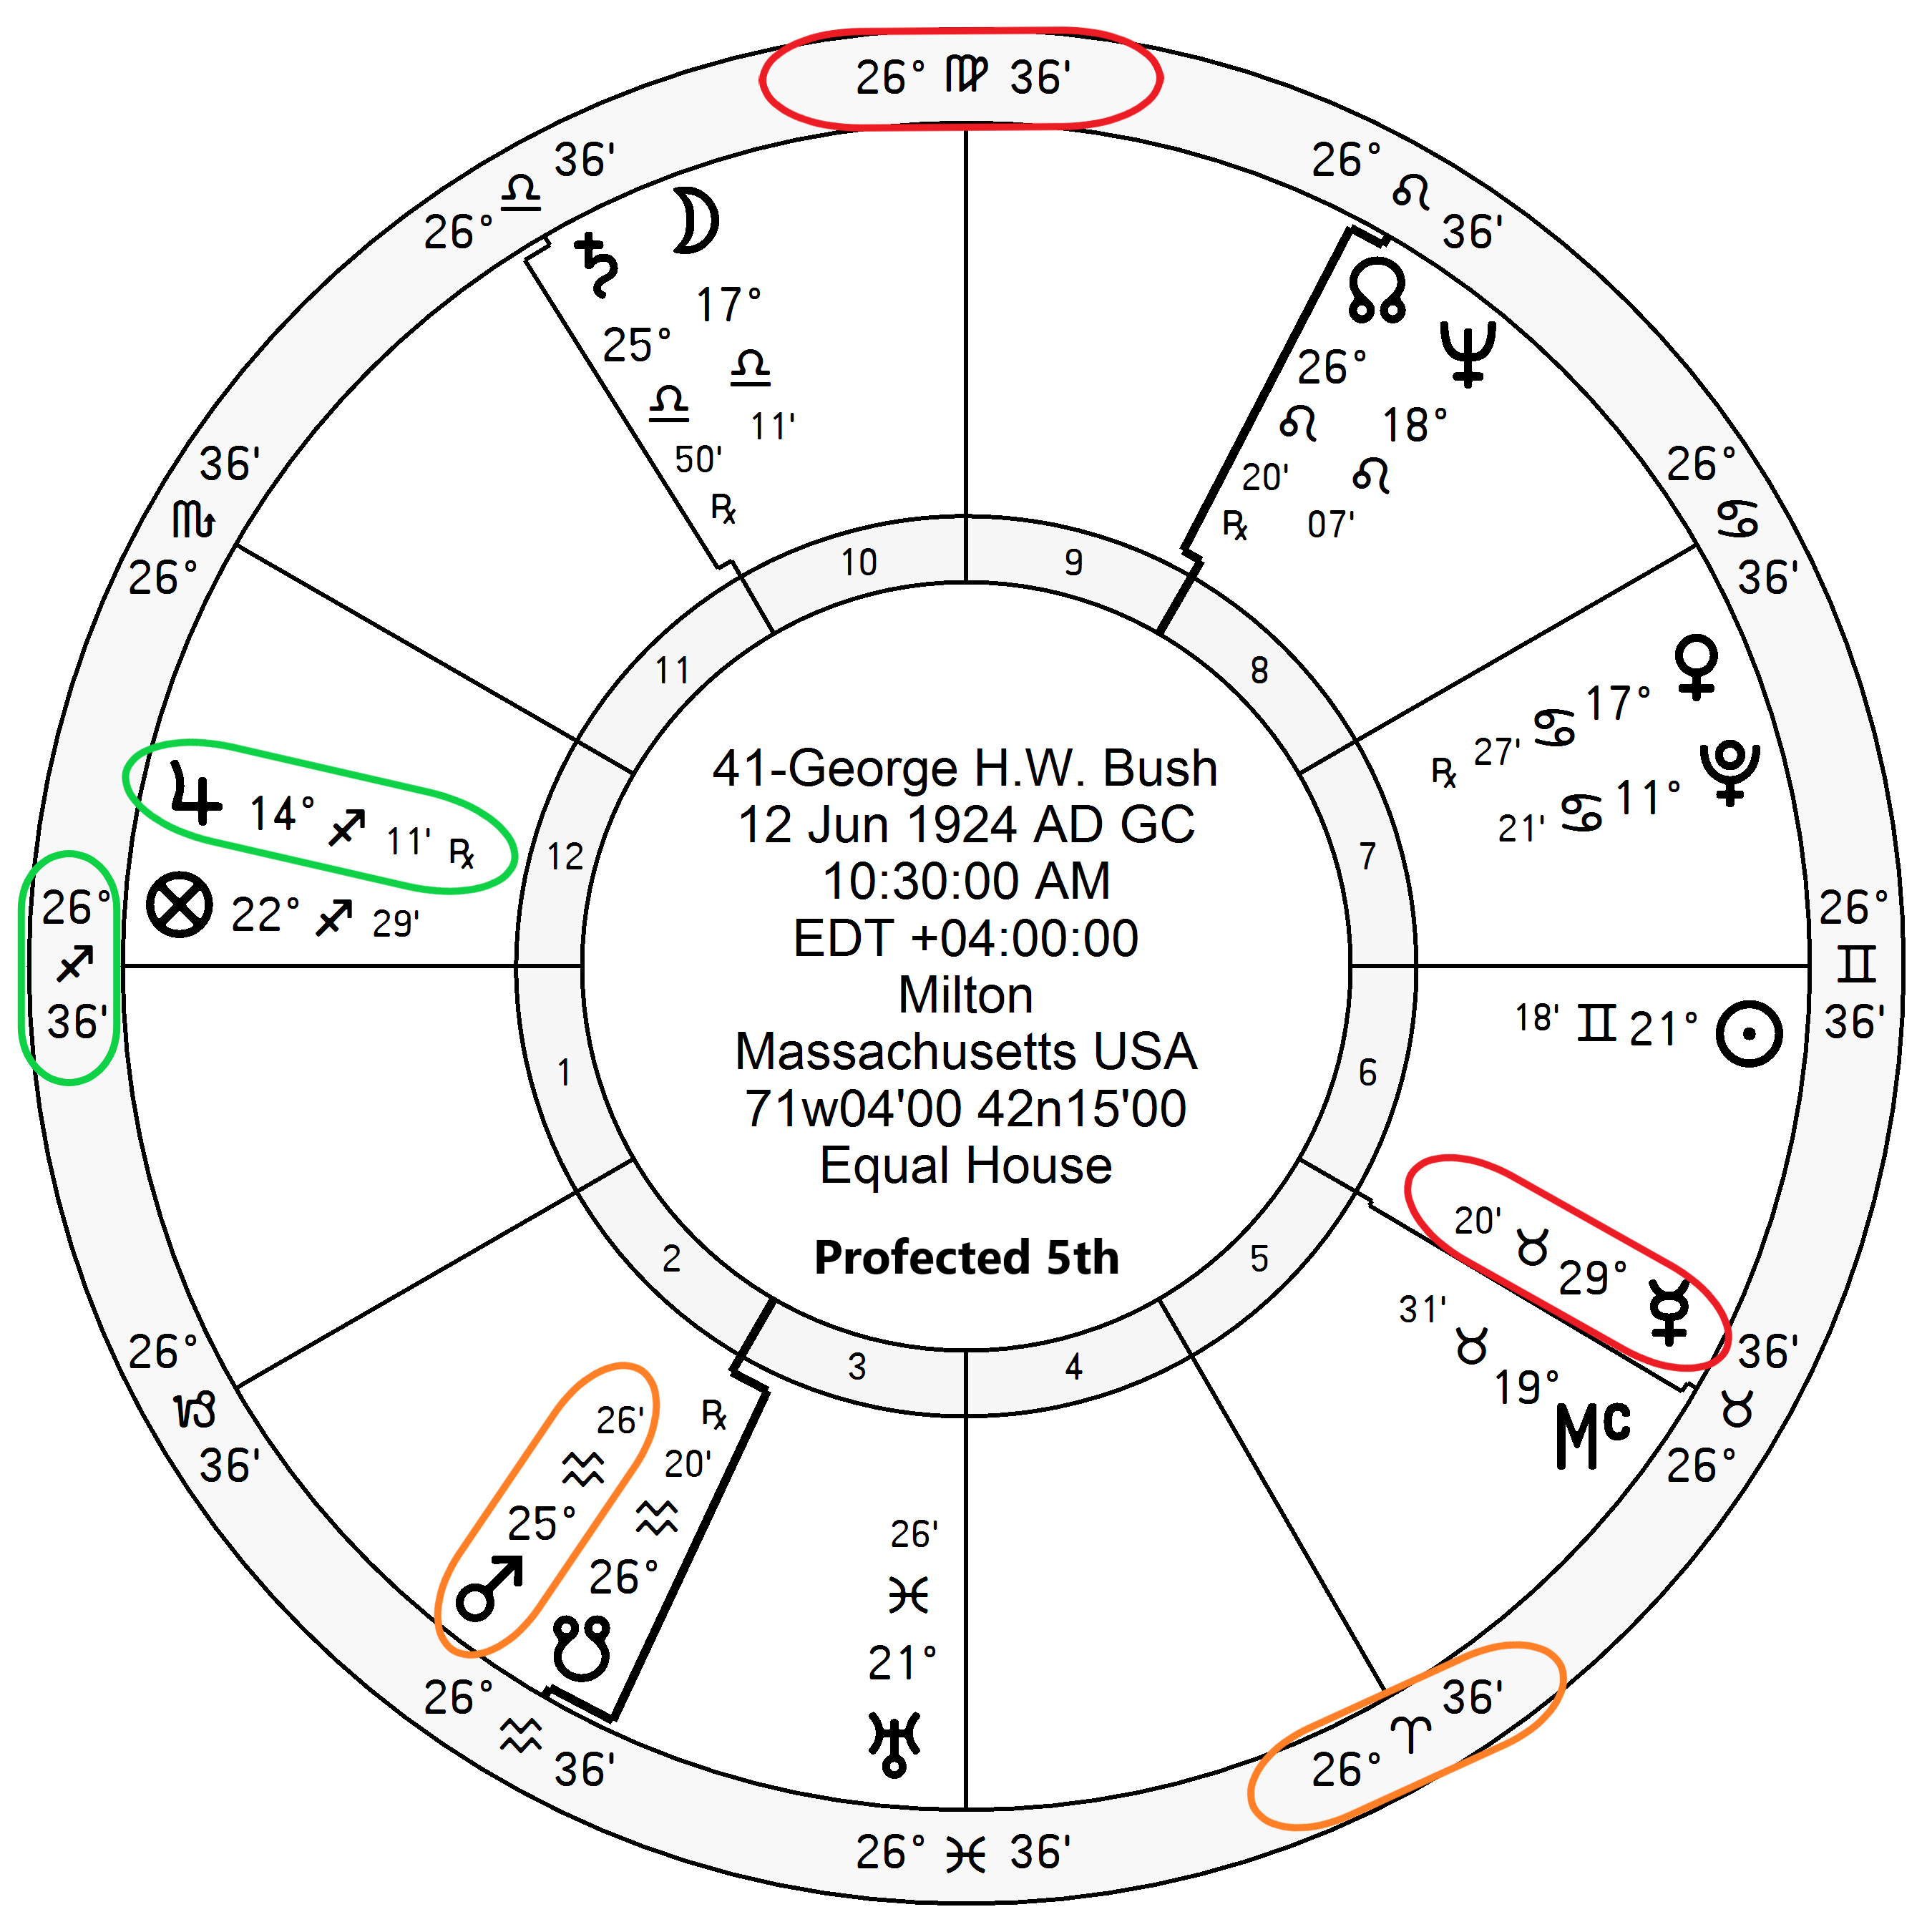 26° ♍ 36'
36'
♎
26°
26°
♌
36'
♄ 25° ♎ 50' ℞
☽ 17° ♎ 11'
☊ 26° ♌ 20' ℞
♆ 18° ♌ 07'
36'
♏
26°
26°
♋
36'
10
9
11
8
12
7
1
6
2
5
3
4
♀ 17° ♋ 27' ℞
♇ 11° ♋ 21'
♃ 14° ♐ 11' ℞
⊗ 22° ♐ 29'
26°
♐
36'
26°
♊
36'
41-George H.W. Bush
12 Jun 1924 AD GC
10:30:00 AM
EDT +04:00:00
Milton
Massachusetts USA
71w04'00 42n15'00
Equal House
Profected 5th
18' ♊ 21° ☉
20' ♉ 29° ☿
31' ♉ 19° MC
26°
♑
36'
36'
♉
26°
26' ♒ 25° ♂
℞ 20' ♒ 26° ☋
26' ♓ 21° ♅
26°
♒
36'
36'
♈
26°
26° ♓ 36'